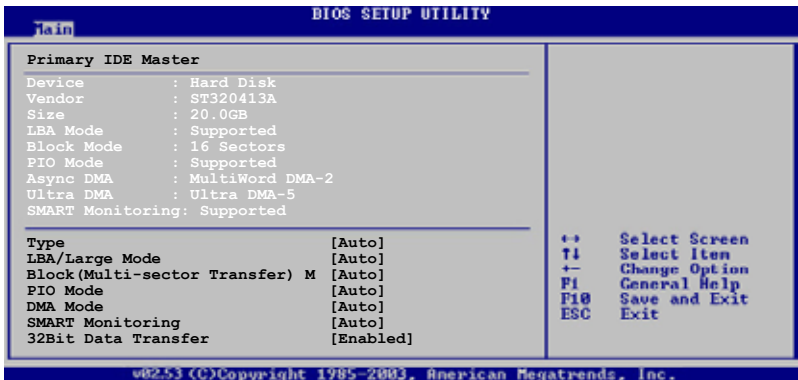 BIOS SETUP UTILITY
Main
Primary IDE Master
Device : Hard Disk
Vendor : ST320413A
Size : 20.0GB
LBA Mode : Supported
Block Mode : 16 Sectors
PIO Mode : Supported
Async DMA : MultiWord DMA-2
Ultra DMA : Ultra DMA-5
SMART Monitoring: Supported
Type [Auto]
LBA/Large Mode [Auto]
Block(Multi-sector Transfer) M [Auto]
PIO Mode [Auto]
DMA Mode [Auto]
SMART Monitoring [Auto]
32Bit Data Transfer [Enabled]
←→ Select Screen
↑↓ Select Item
+- Change Option
F1 General Help
F10 Save and Exit
ESC Exit
v02.53 (C)Copyright 1985-2003, American Megatrends, Inc.